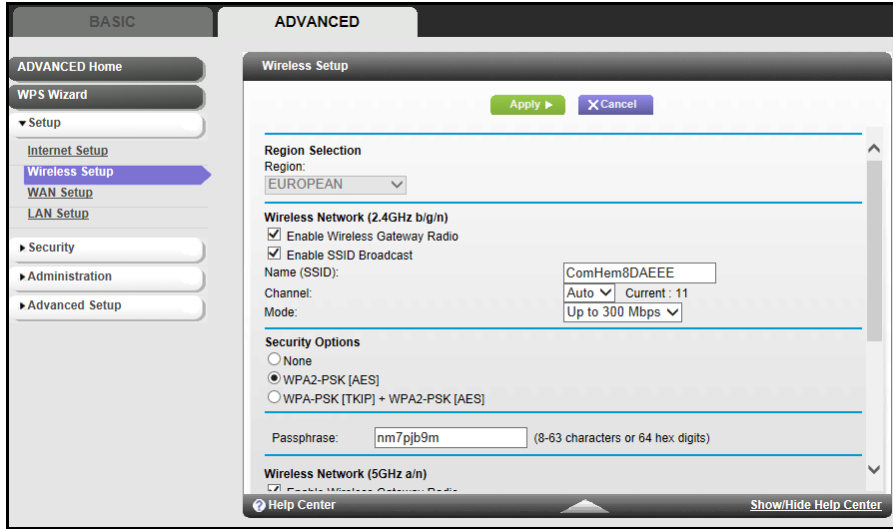 BASIC
ADVANCED
ADVANCED Home
WPS Wizard
Setup
Internet Setup
Wireless Setup
WAN Setup
LAN Setup
Security
Administration
Advanced Setup
Wireless Setup
Apply
Cancel
Region Selection
Region:
EUROPEAN
Wireless Network (2.4GHz b/g/n)
Enable Wireless Gateway Radio
Enable SSID Broadcast
Name (SSID): ComHem8DAEEE
Channel: Auto Current : 11
Mode: Up to 300 Mbps
Security Options
None
WPA2-PSK [AES]
WPA-PSK [TKIP] + WPA2-PSK [AES]
Passphrase: nm7pjb9m (8-63 characters or 64 hex digits)
Wireless Network (5GHz a/n)
Enable Wireless Gateway Radio
Help Center
Show/Hide Help Center